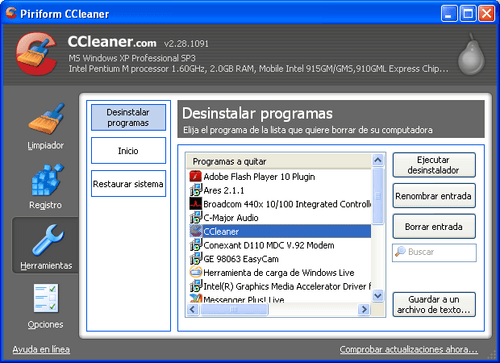 Piriform CCleaner
CCleaner.com v2.28.1091
MS Windows XP Professional SP3
Intel Pentium M processor 1.60GHz, 2.0GB RAM, Mobile Intel 915GM/GMS,910GML Express Chip...
Limpiador
Registro
Herramientas
Opciones
Desinstalar
programas
Inicio
Restaurar sistema
Desinstalar programas
Elija el programa de la lista que quiere borrar de su computadora
Programas a quitar
Adobe Flash Player 10 Plugin
Ares 2.1.1
Broadcom 440x 10/100 Integrated Controlle
C-Major Audio
CCleaner
Conexant D110 MDC V.92 Modem
GE 98063 EasyCam
Herramienta de carga de Windows Live
Intel(R) Graphics Media Accelerator Driver f
Messenger Plus! Live
Ejecutar
desinstalador
Renombrar entrada
Borrar entrada
Buscar
Guardar a un
archivo de texto...
Ayuda en línea
Comprobar actualizaciones ahora...